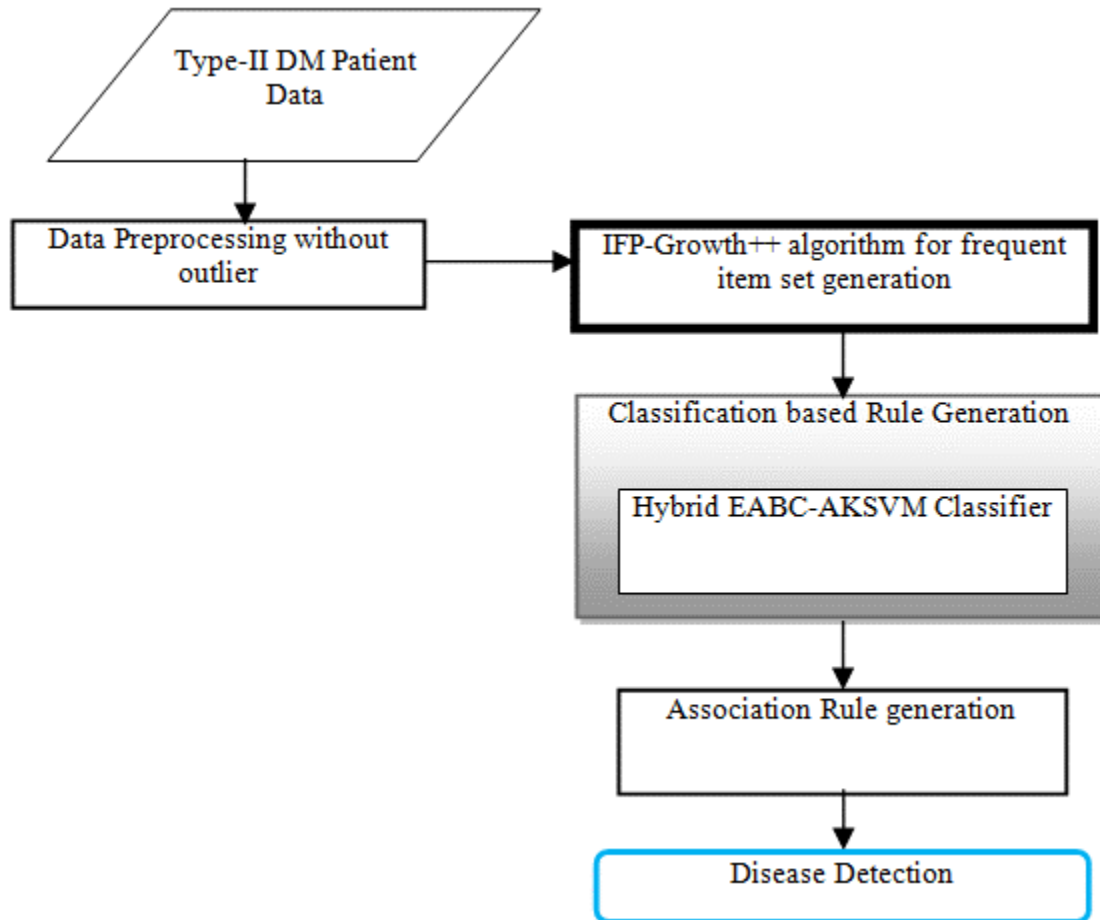 Type-II DM Patient
Data
Data Preprocessing without
outlier
IFP-Growth++ algorithm for frequent
item set generation
Classification based Rule Generation
Hybrid EABC-AKSVM Classifier
Association Rule generation
Disease Detection